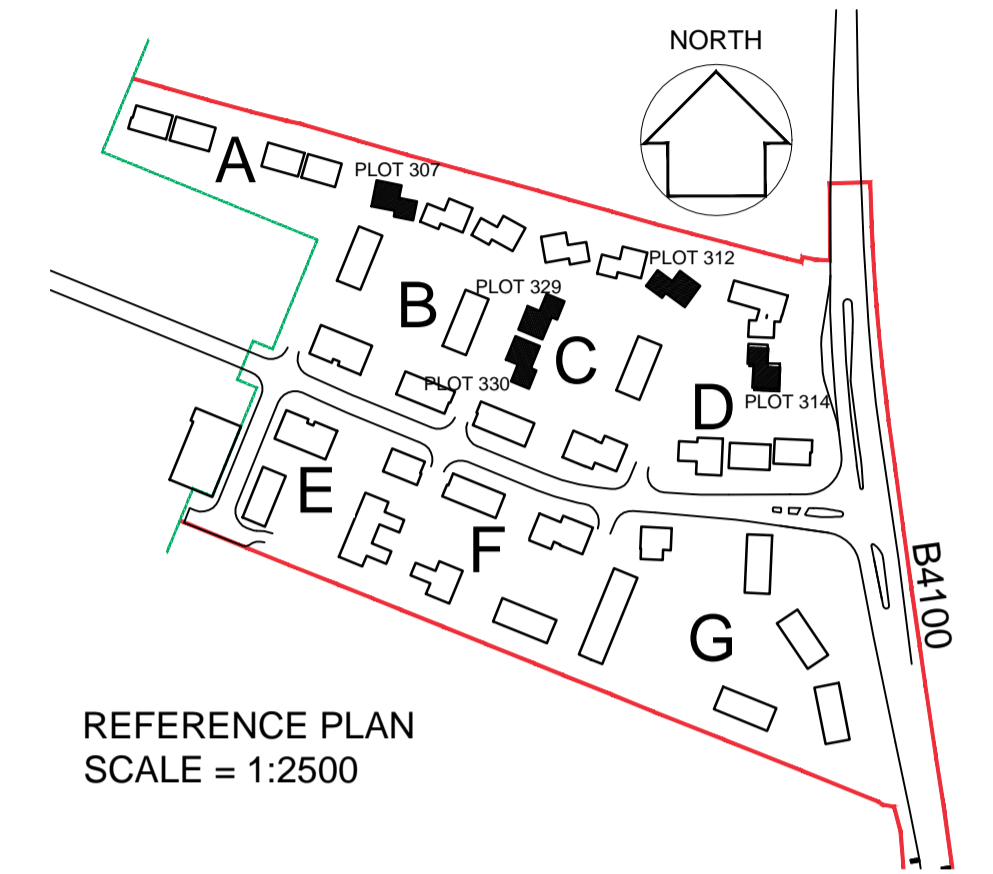 NORTH
A
PLOT 307
PLOT 312
PLOT 329
B
C
PLOT 330
D
PLOT 314
E
F
B4100
G
REFERENCE PLAN
SCALE = 1:2500